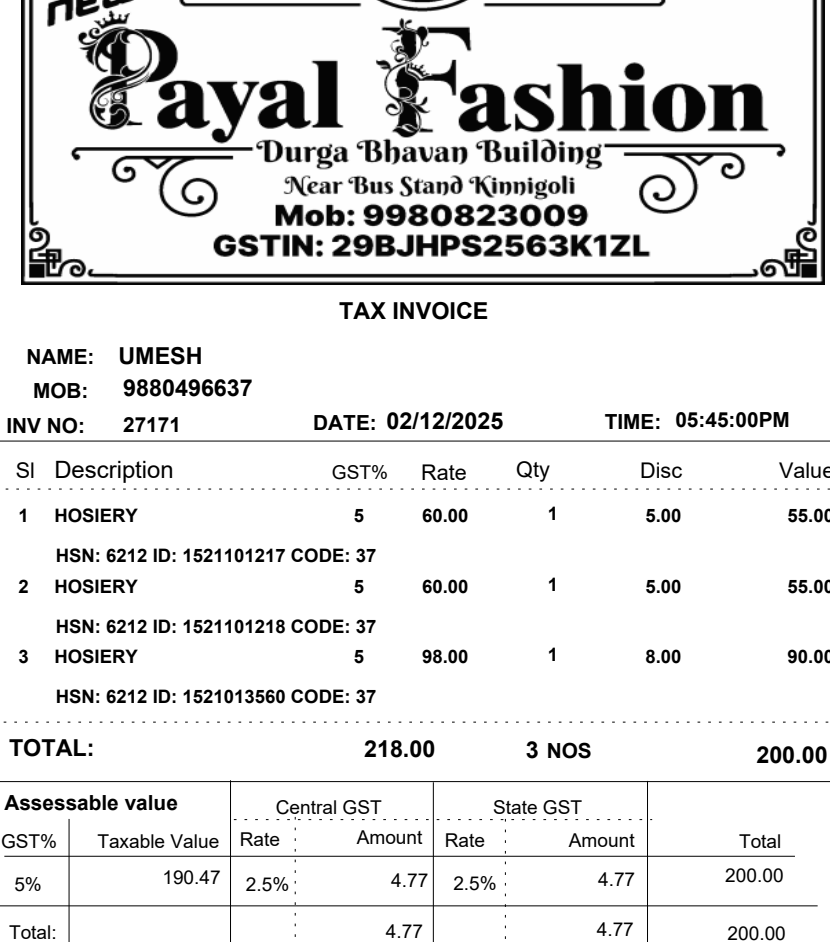 new
Payal Fashion
Durga Bhavan Building
Near Bus Stand Kinnigoli
Mob: 9980823009
GSTIN: 29BJHPS2563K1ZL
TAX INVOICE
NAME: UMESH
MOB: 9880496637
INV NO: 27171 DATE: 02/12/2025 TIME: 05:45:00PM
Sl Description GST% Rate Qty Disc Value
1 HOSIERY 5 60.00 1 5.00 55.00
HSN: 6212 ID: 1521101217 CODE: 37
2 HOSIERY 5 60.00 1 5.00 55.00
HSN: 6212 ID: 1521101218 CODE: 37
3 HOSIERY 5 98.00 1 8.00 90.00
HSN: 6212 ID: 1521013560 CODE: 37
TOTAL: 218.00 3 NOS 200.00
Assessable value Central GST State GST
GST% Taxable Value Rate Amount Rate Amount Total
5% 190.47 2.5% 4.77 2.5% 4.77 200.00
Total: 4.77 4.77 200.00